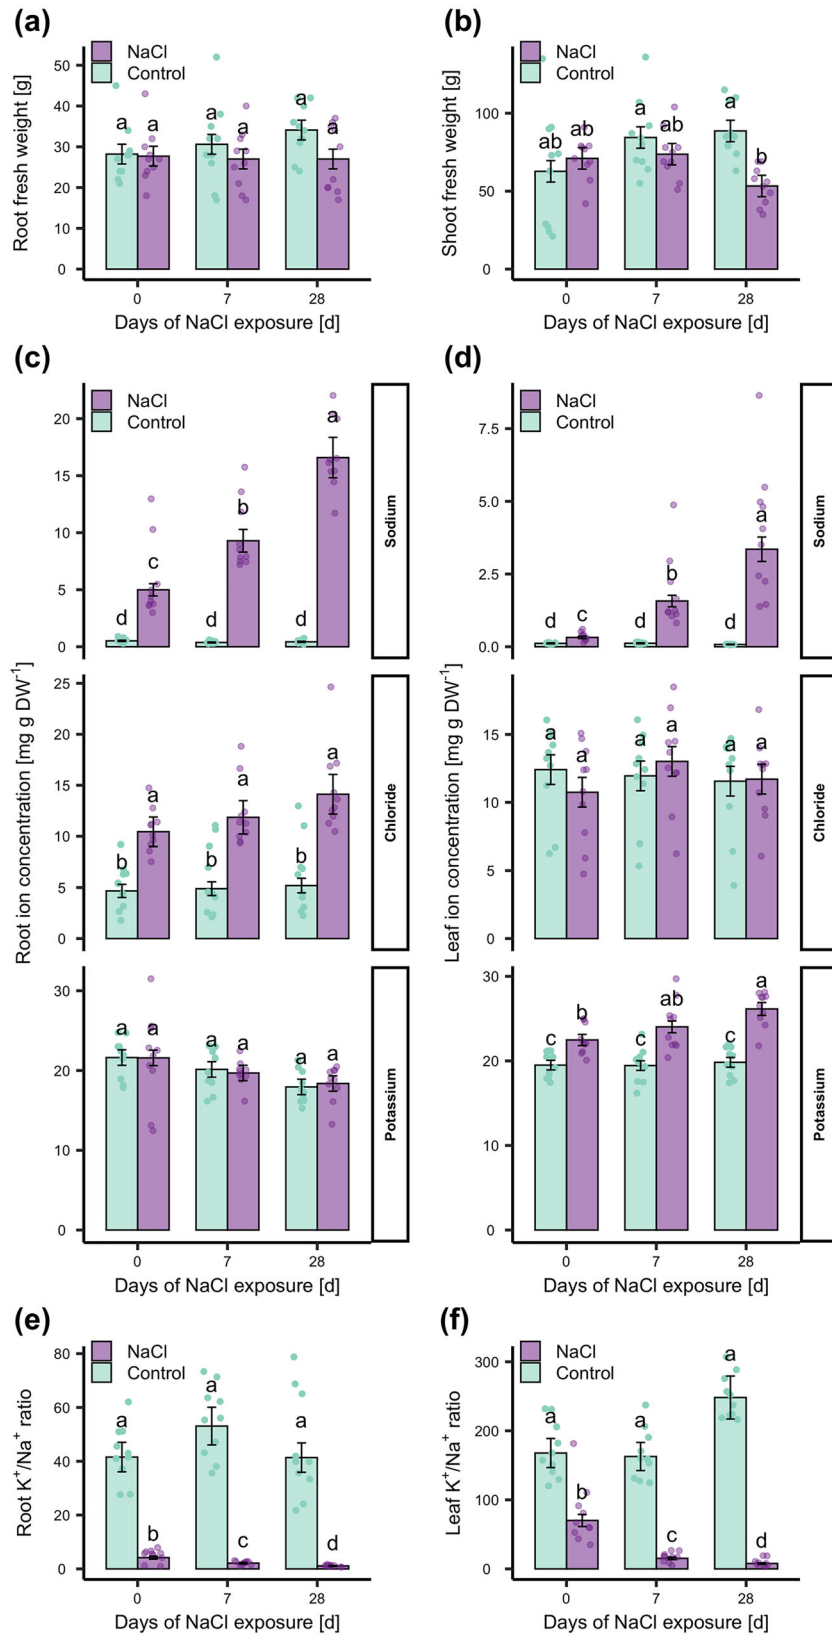 (a)
NaCl
Control
Root fresh weight [g]
50
40
30
20
10
0
a a a a a a
0 7 28
Days of NaCl exposure [d]
(b)
NaCl
Control
Shoot fresh weight [g]
100
50
0
ab ab a ab a b
0 7 28
Days of NaCl exposure [d]
(c)
NaCl
Control
Root ion concentration [mg g DW⁻¹]
20
15
10
5
0
d c d b d a
Sodium
25
20
15
10
5
0
b a b a b a
Chloride
30
20
10
0
a a a a a a
Potassium
0 7 28
Days of NaCl exposure [d]
(d)
NaCl
Control
Leaf ion concentration [mg g DW⁻¹]
7.5
5.0
2.5
0.0
d c d b d a
Sodium
15
10
5
0
a a a a a a
Chloride
30
20
10
0
c b c ab c a
Potassium
0 7 28
Days of NaCl exposure [d]
(e)
NaCl
Control
Root K⁺/Na⁺ ratio
80
60
40
20
0
a b a c a d
0 7 28
Days of NaCl exposure [d]
(f)
NaCl
Control
Leaf K⁺/Na⁺ ratio
300
200
100
0
a b a c a d
0 7 28
Days of NaCl exposure [d]